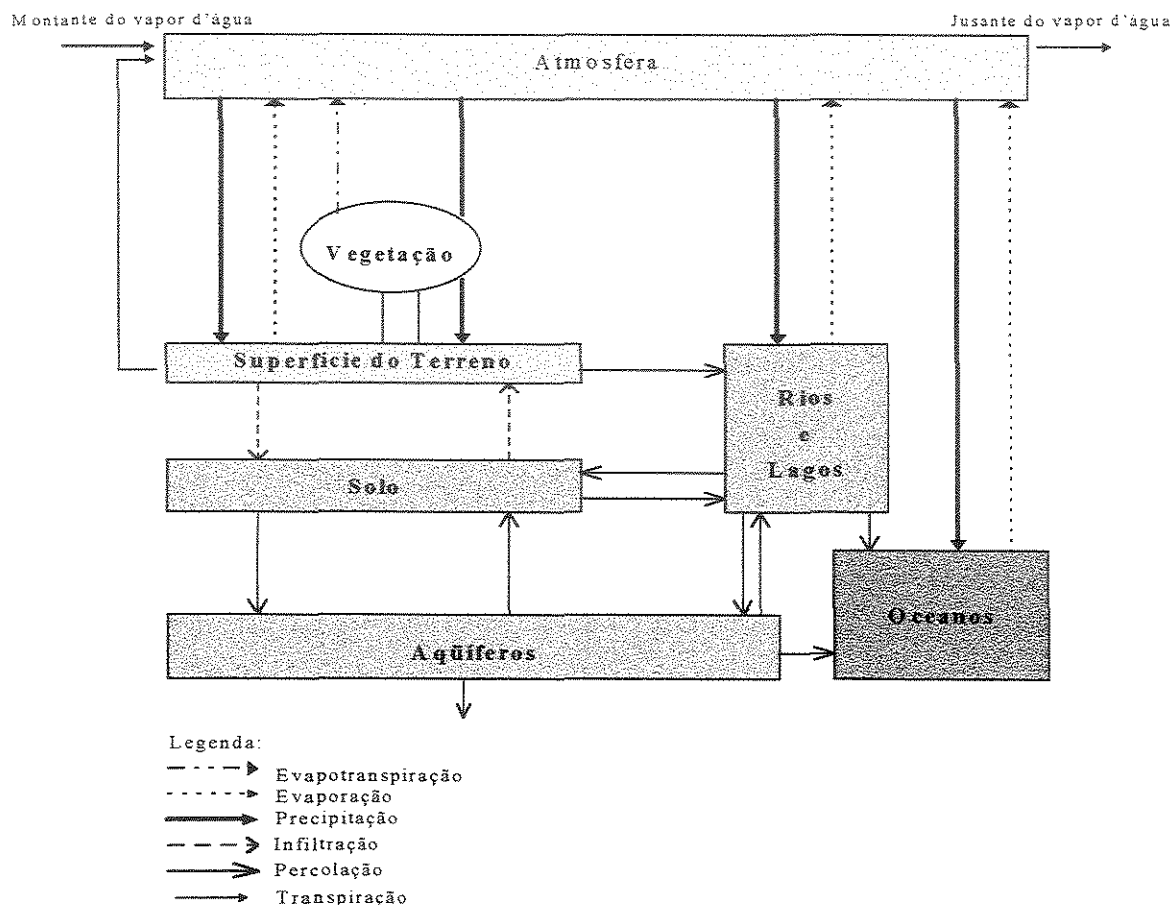 Montante do vapor d'água
Jusante do vapor d'água
Atmosfera
Vegetação
Superfície do Terreno
Rios
e
Lagos
Solo
Oceanos
Aqüíferos
Legenda:
Evapotranspiração
Evaporação
Precipitação
Infiltração
Percolação
Transpiração